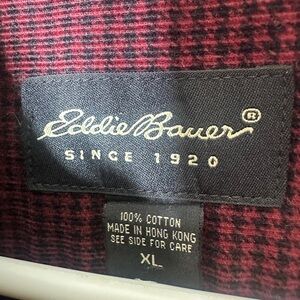 Eddie Bauer®
SINCE 1920
100% COTTON
MADE IN HONG KONG
SEE SIDE FOR CARE
XL